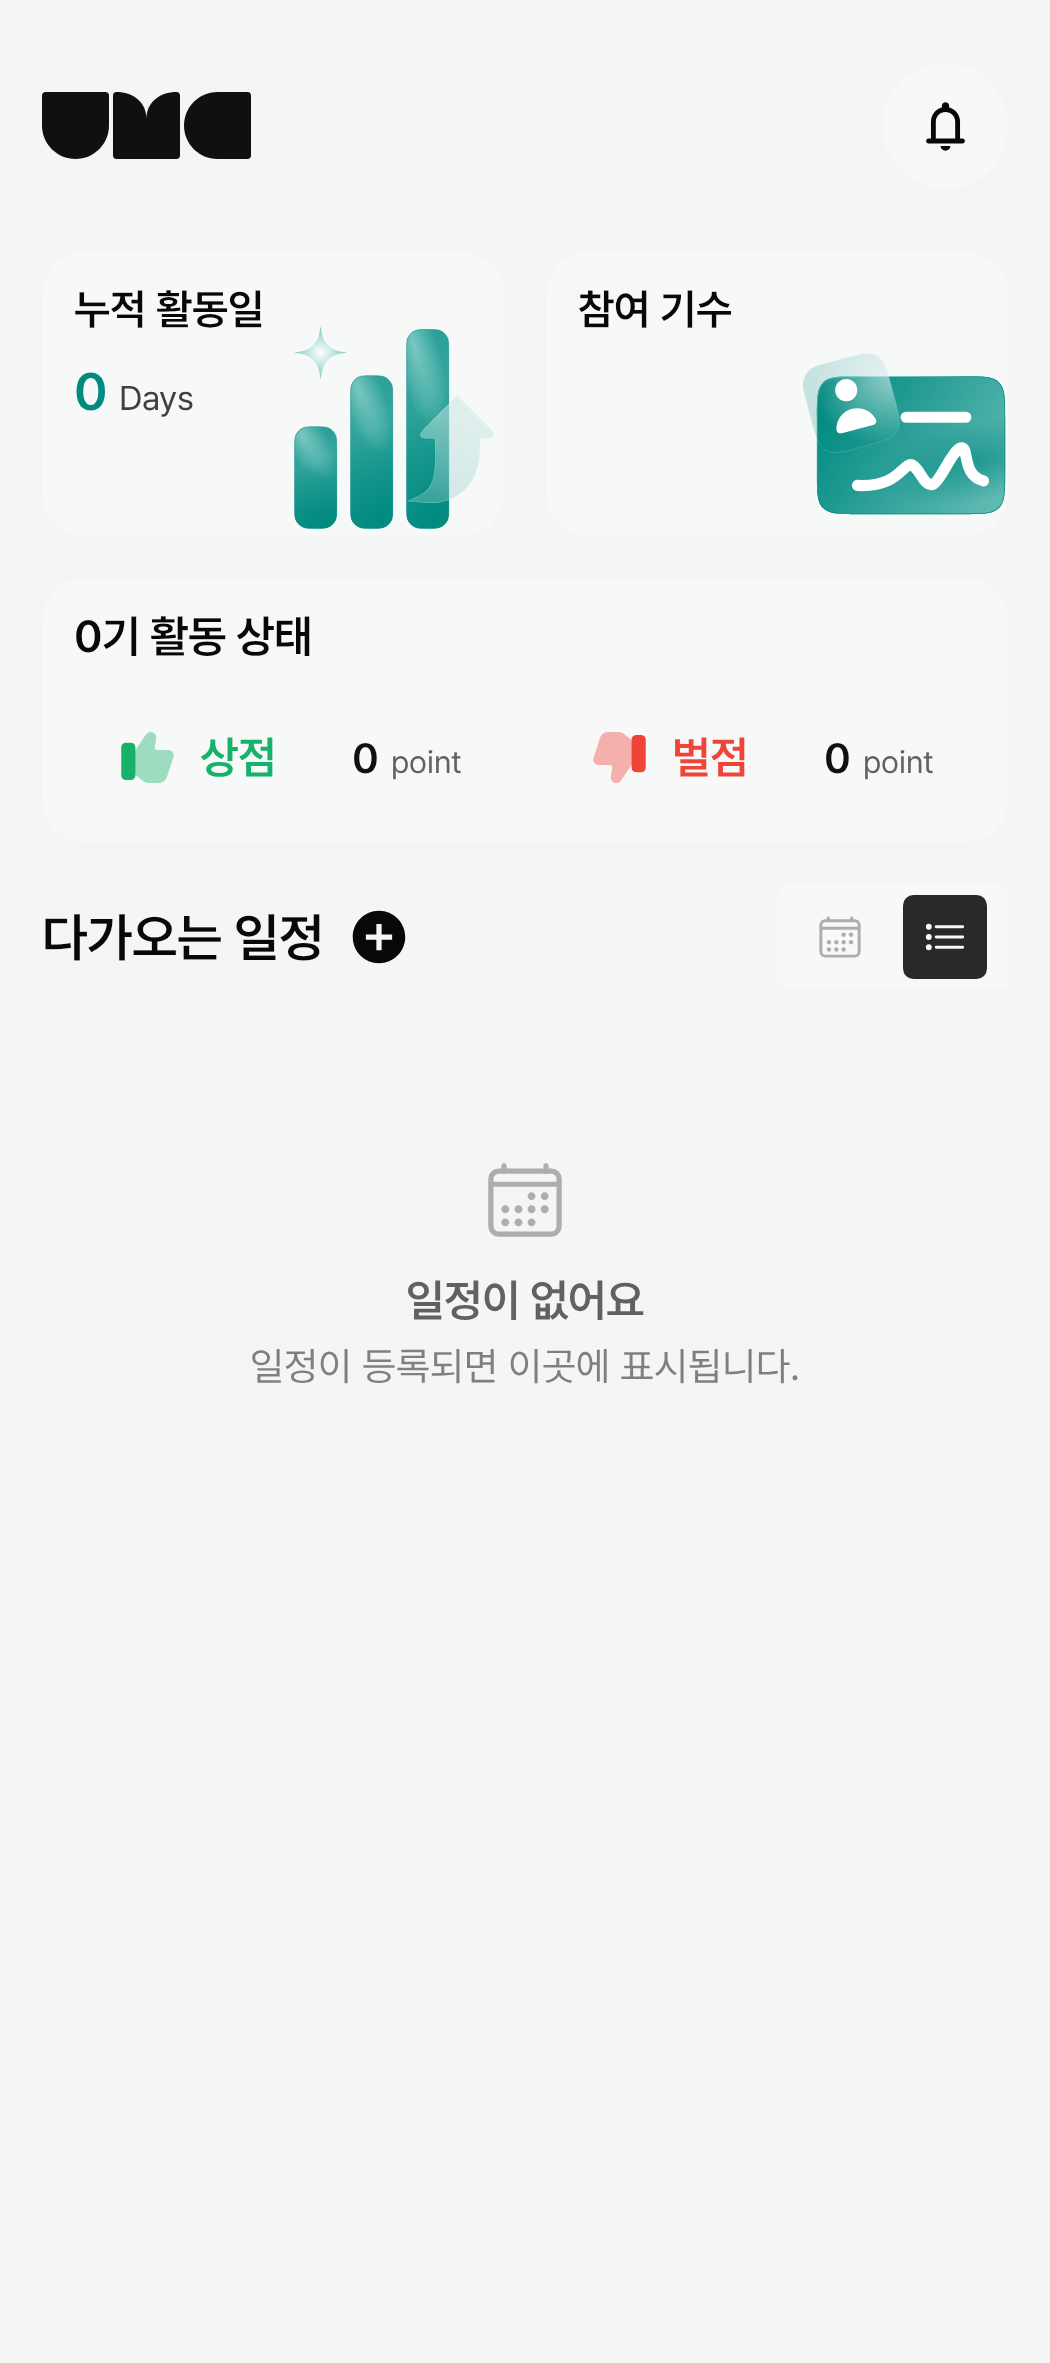 UMC
누적 활동일
0 Days
참여 기수
0기 활동 상태
상점 0 point
벌점 0 point
다가오는 일정
일정이 없어요
일정이 등록되면 이곳에 표시됩니다.